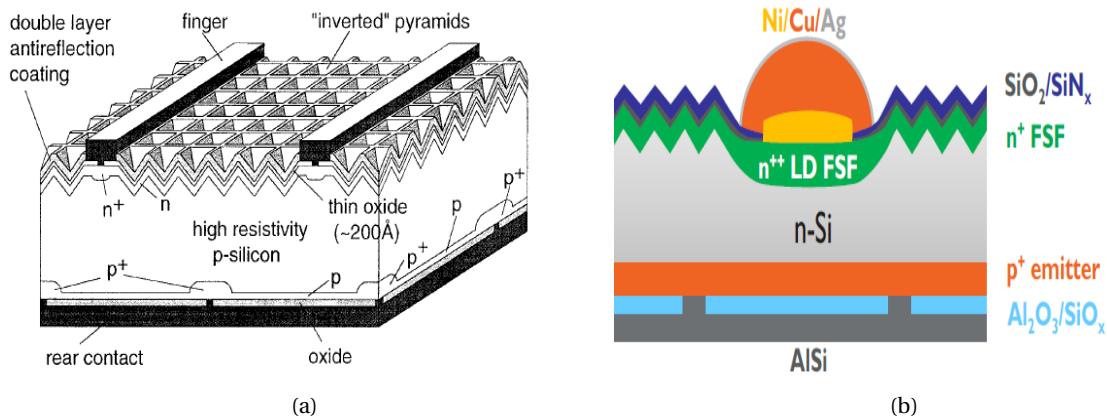 double layer
antireflection
coating
finger
"inverted" pyramids
n+
n
thin oxide
(~200Å)
p+
p
high resistivity
p-silicon
p+
p+
p
rear contact
oxide
(a)
Ni/Cu/Ag
SiO₂/SiNₓ
n⁺ FSF
n⁺⁺ LD FSF
n-Si
p⁺ emitter
Al₂O₃/SiOₓ
AlSi
(b)